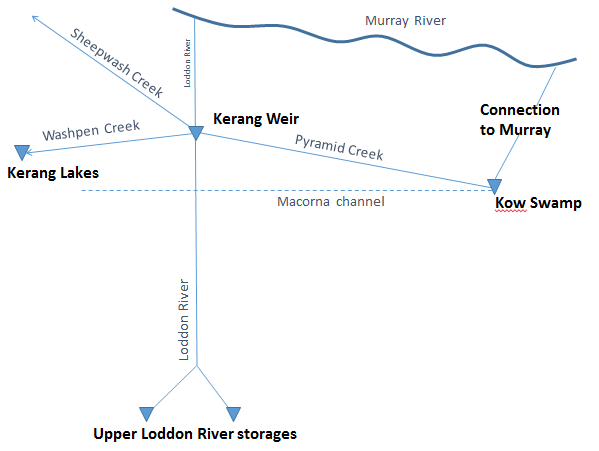 Murray River
Sheepwash Creek
Loddon River
Connection
to Murray
Kerang Weir
Washpen Creek
Pyramid Creek
Kerang Lakes
Macorna channel
Kow Swamp
Loddon River
Upper Loddon River storages